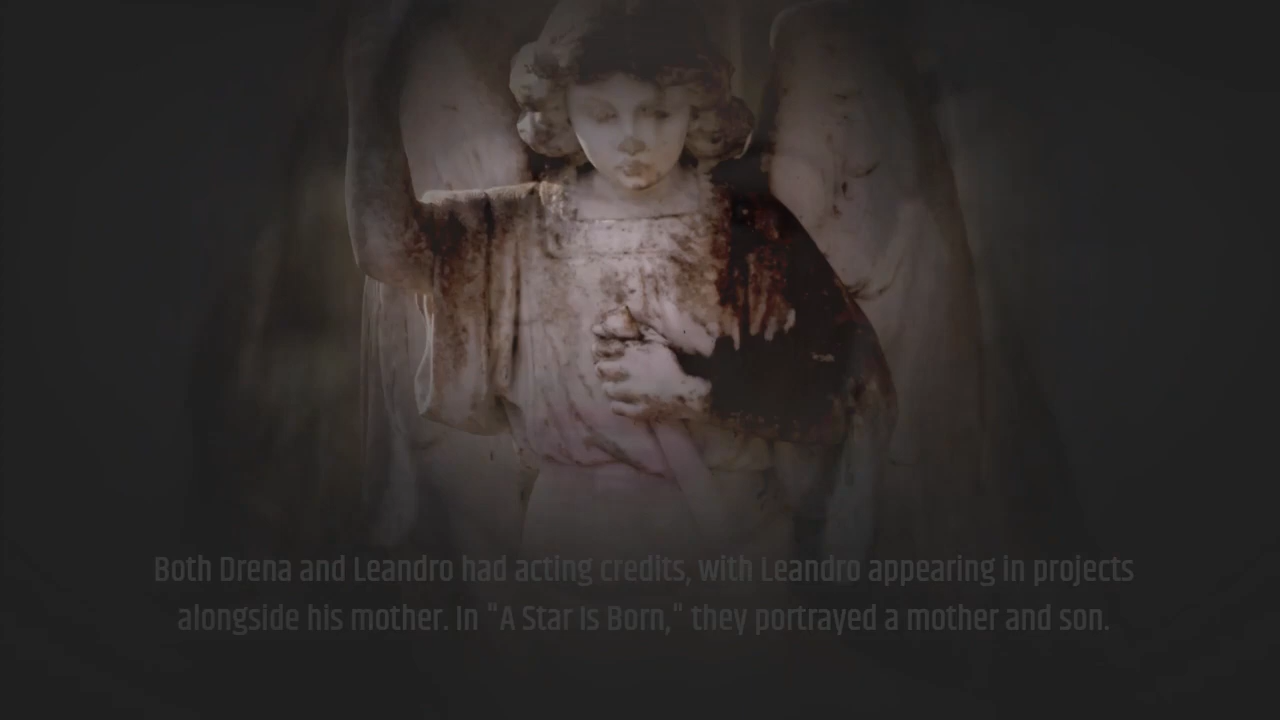 Both Drena and Leandro had acting credits, with Leandro appearing in projects
alongside his mother. In "A Star Is Born," they portrayed a mother and son.